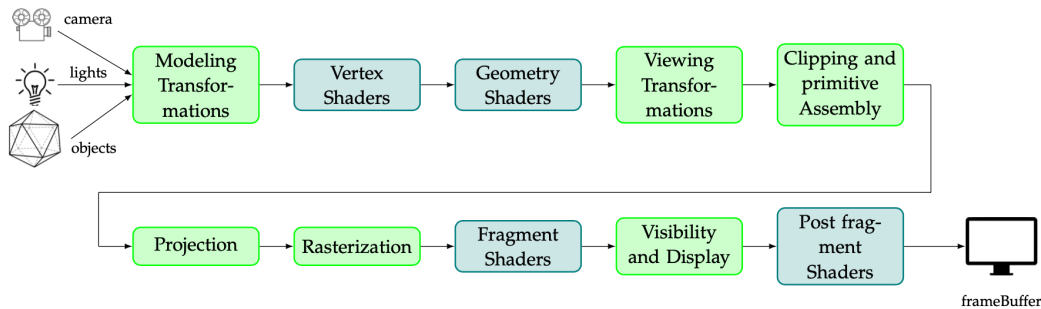 camera
lights
objects
Modeling
Transfor-
mations
Vertex
Shaders
Geometry
Shaders
Viewing
Transfor-
mations
Clipping and
primitive
Assembly
Projection
Rasterization
Fragment
Shaders
Visibility
and Display
Post frag-
ment
Shaders
frameBuffer